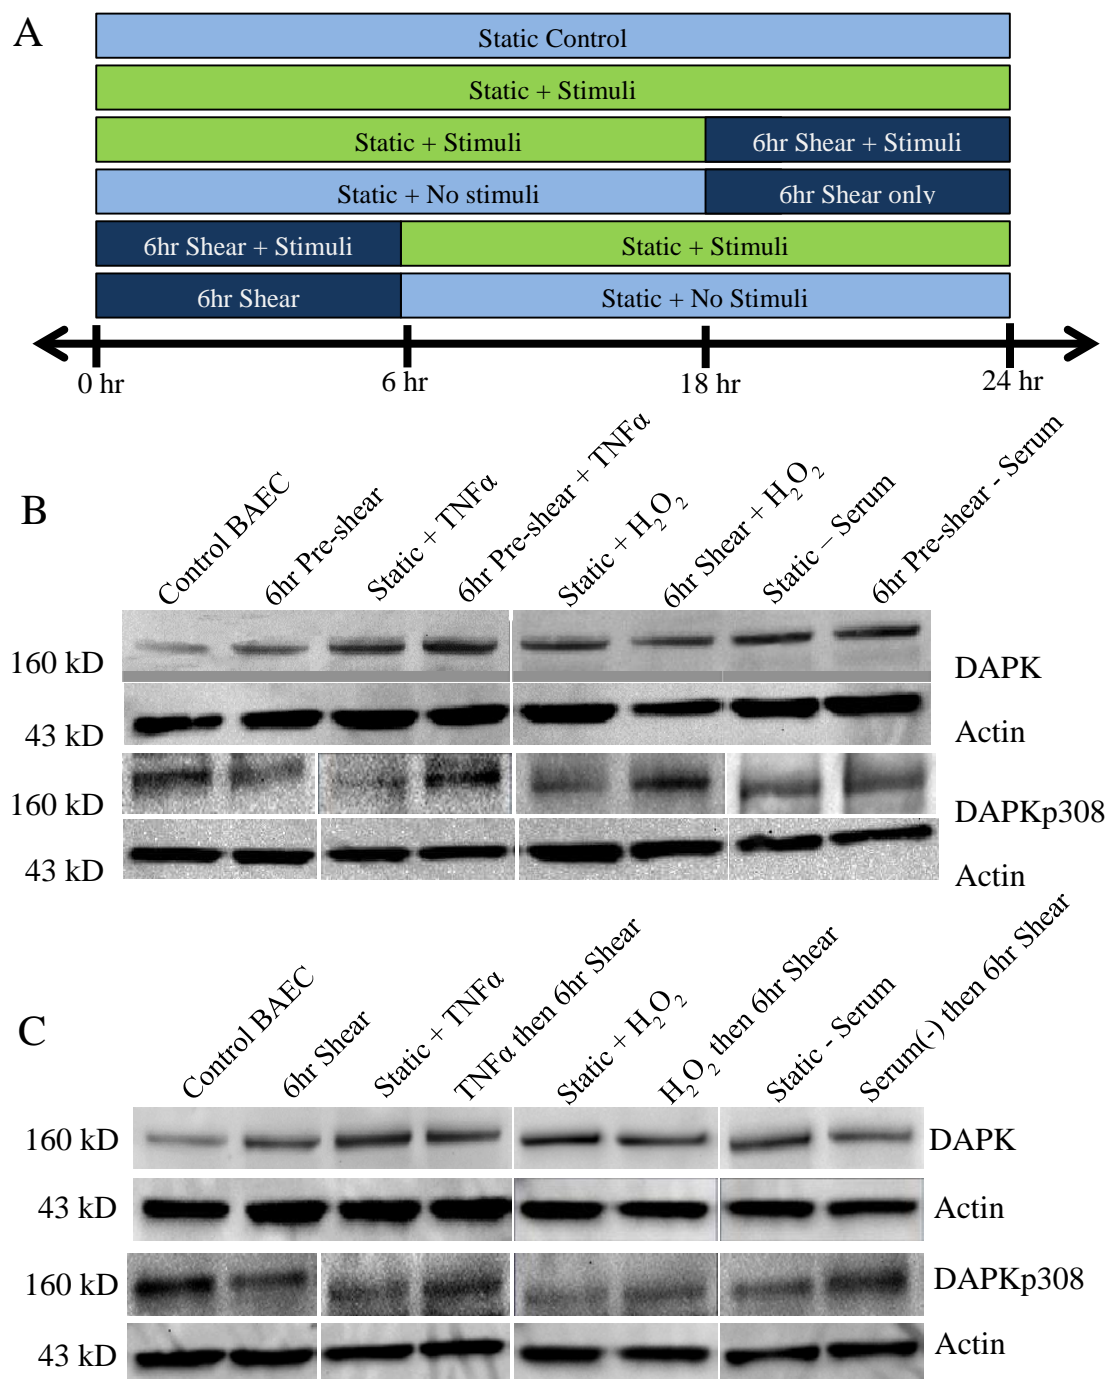 A
Static Control
Static + Stimuli
Static + Stimuli 6hr Shear + Stimuli
Static + No stimuli 6hr Shear only
6hr Shear + Stimuli Static + Stimuli
6hr Shear Static + No Stimuli
0 hr 6 hr 18 hr 24 hr
B
Control BAEC
6hr Pre-shear
Static + TNFα
6hr Pre-shear + TNFα
Static + H₂O₂
6hr Shear + H₂O₂
Static – Serum
6hr Pre-shear - Serum
160 kD DAPK
43 kD Actin
160 kD DAPKp308
43 kD Actin
C
Control BAEC
6hr Shear
Static + TNFα
TNFα then 6hr Shear
Static + H₂O₂
H₂O₂ then 6hr Shear
Static - Serum
Serum(-) then 6hr Shear
160 kD DAPK
43 kD Actin
160 kD DAPKp308
43 kD Actin